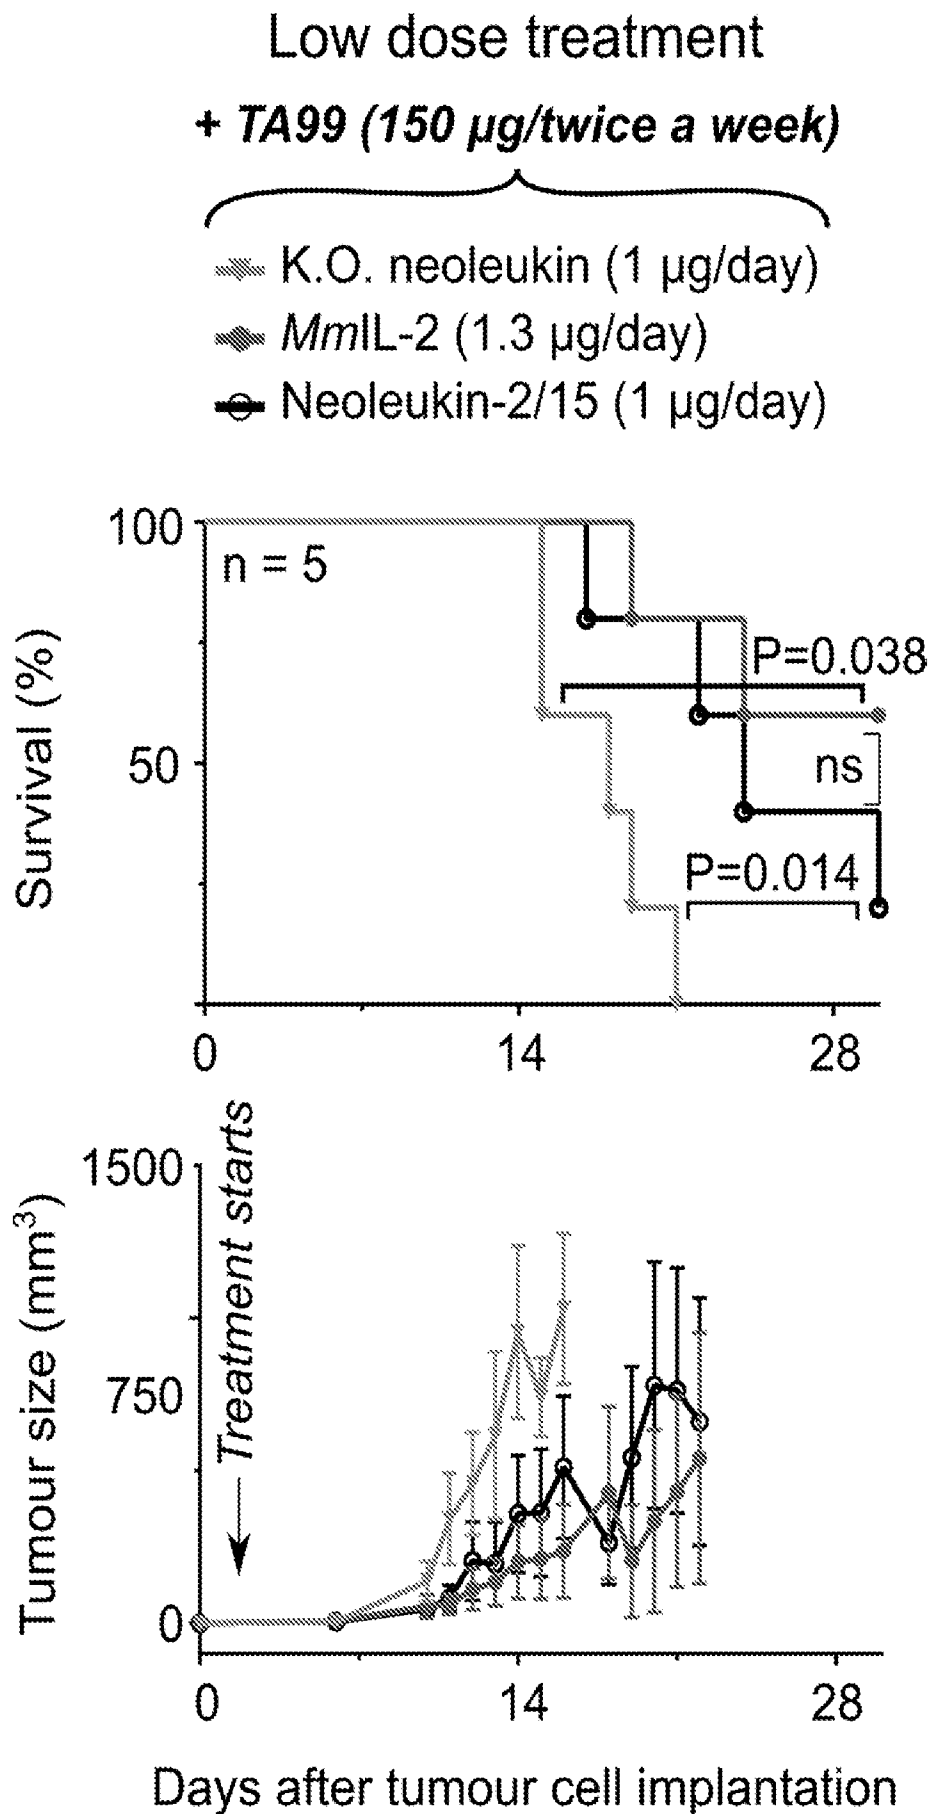 Low dose treatment
+ TA99 (150 µg/twice a week)
K.O. neoleukin (1 µg/day)
MmIL-2 (1.3 µg/day)
Neoleukin-2/15 (1 µg/day)
100
n = 5
Survival (%)
P=0.038
50
ns
P=0.014
0
14
28
1500
Treatment starts
Tumour size (mm³)
750
0
0
14
28
Days after tumour cell implantation